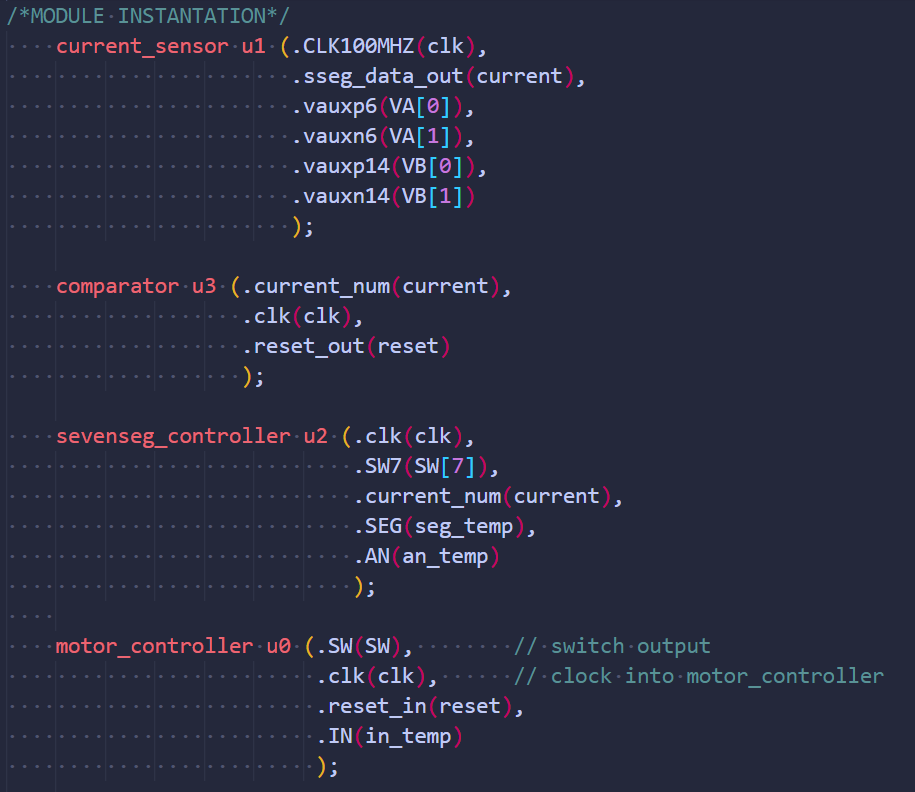 /*MODULE INSTANTATION*/
current_sensor u1 (.CLK100MHZ(clk),
.sseg_data_out(current),
.vauxp6(VA[0]),
.vauxn6(VA[1]),
.vauxp14(VB[0]),
.vauxn14(VB[1])
);
comparator u3 (.current_num(current),
.clk(clk),
.reset_out(reset)
);
sevenseg_controller u2 (.clk(clk),
.SW7(SW[7]),
.current_num(current),
.SEG(seg_temp),
.AN(an_temp)
);
motor_controller u0 (.SW(SW), // switch output
.clk(clk), // clock into motor_controller
.reset_in(reset),
.IN(in_temp)
);